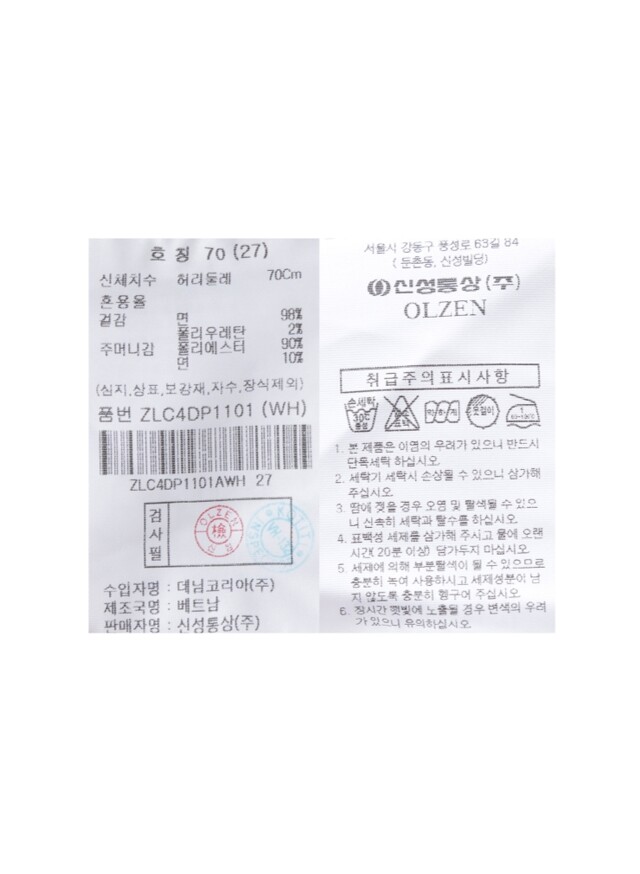 호 칭 70 (27)
신체치수 허리둘레 70Cm
혼용율
겉감 면 98%
폴리우레탄 2%
주머니감 폴리에스터 90%
면 10%
(심지,상표,보강재,자수,장식제외)
품번 ZLC4DP1101 (WH)
ZLC4DP1101AWH 27
검사필
OLZEN
檢
수입자명 : 데님코리아(주)
제조국명 : 베트남
판매자명 : 신성통상(주)
서울시 강동구 풍성로 63길 84
( 둔촌동, 신성빌딩)
신성통상(주)
OLZEN
취급주의표시사항
손세탁
30℃
중성
1. 본 제품은 이염의 우려가 있으니 반드시
단독세탁 하십시오.
2. 세탁기 세탁시 손상될 수 있으니 삼가해
주십시오.
3. 땀에 젖을 경우 오염 및 탈색될 수 있으
니 신속히 세탁과 탈수를 하십시오.
4. 표백성 세제를 삼가해 주시고 물에 오랜
시간( 20분 이상) 담가두지 마십시오.
5. 세제에 의해 부분탈색이 될 수 있으므로
충분히 녹여 사용하시고 세제성분이 남
지 않도록 충분히 헹구어 주십시오.
6. 장시간 햇빛에 노출될 경우 변색의 우려
가 있으니 유의하십시오.